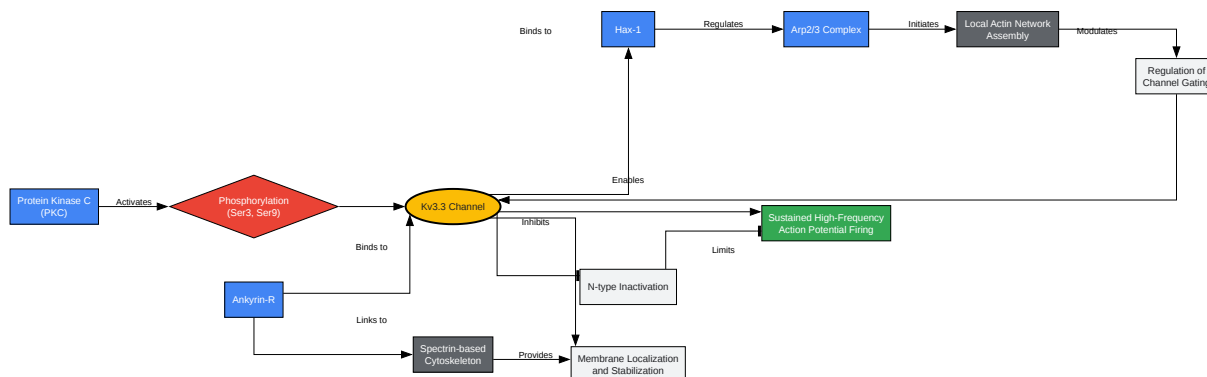 Binds to
Hax-1
Regulates
Arp2/3 Complex
Initiates
Local Actin Network
Assembly
Modulates
Regulation of
Channel Gating
Enables
Protein Kinase C
(PKC)
Activates
Phosphorylation
(Ser3, Ser9)
Kv3.3 Channel
Inhibits
Sustained High-Frequency
Action Potential Firing
Binds to
Limits
N-type Inactivation
Ankyrin-R
Links to
Spectrin-based
Cytoskeleton
Provides
Membrane Localization
and Stabilization